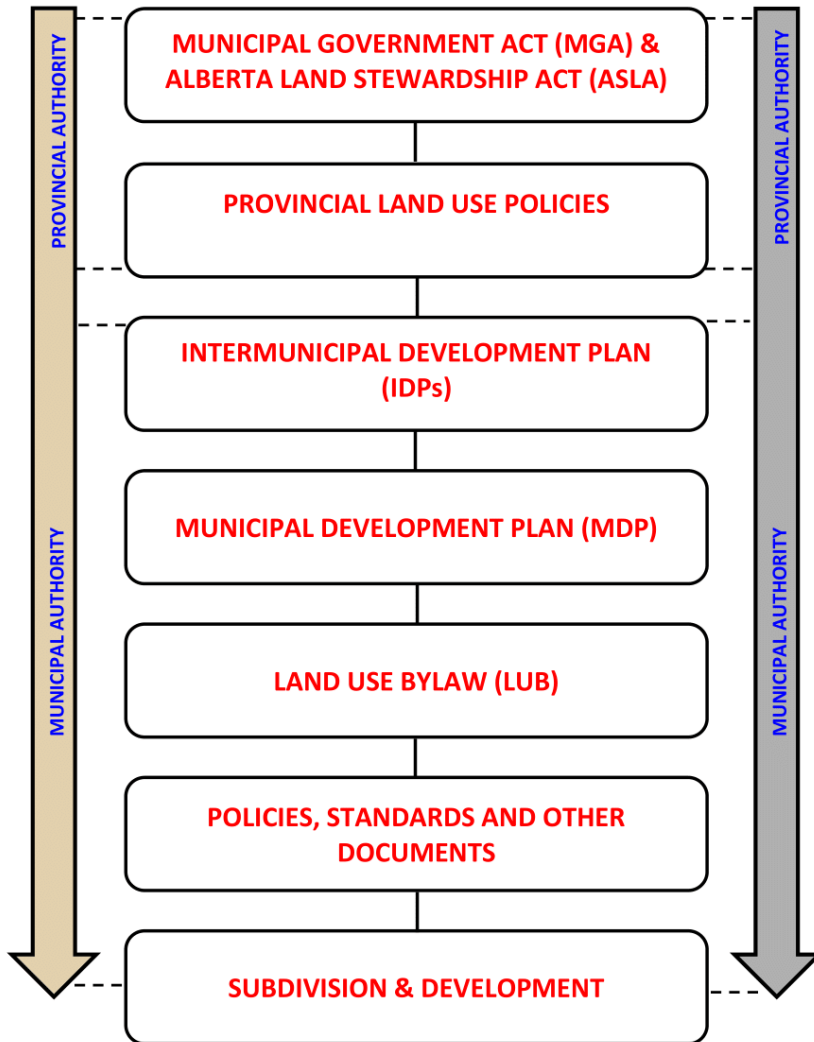 MUNICIPAL GOVERNMENT ACT (MGA) &
ALBERTA LAND STEWARDSHIP ACT (ASLA)
PROVINCIAL AUTHORITY
PROVINCIAL AUTHORITY
PROVINCIAL LAND USE POLICIES
INTERMUNICIPAL DEVELOPMENT PLAN
(IDPs)
MUNICIPAL DEVELOPMENT PLAN (MDP)
MUNICIPAL AUTHORITY
MUNICIPAL AUTHORITY
LAND USE BYLAW (LUB)
POLICIES, STANDARDS AND OTHER
DOCUMENTS
SUBDIVISION & DEVELOPMENT